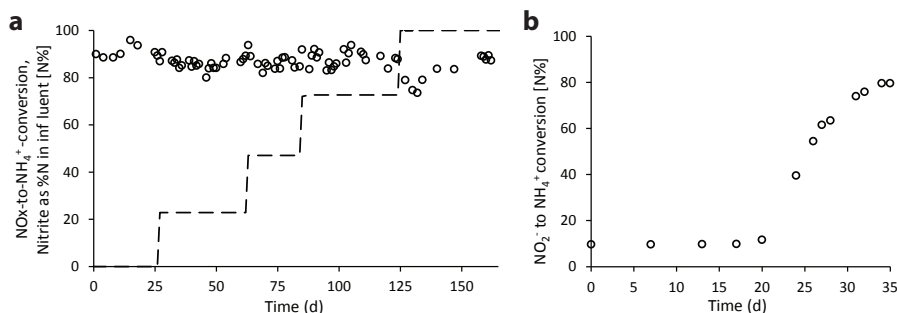 a
NOx-to-NH₄⁺-conversion,
Nitrite as %N in inf luent [N%]
100
80
60
40
20
0
0 25 50 75 100 125 150
Time (d)
b
NO₂⁻ to NH₄⁺ conversion [N%]
100
80
60
40
20
0
0 5 10 15 20 25 30 35
Time (d)